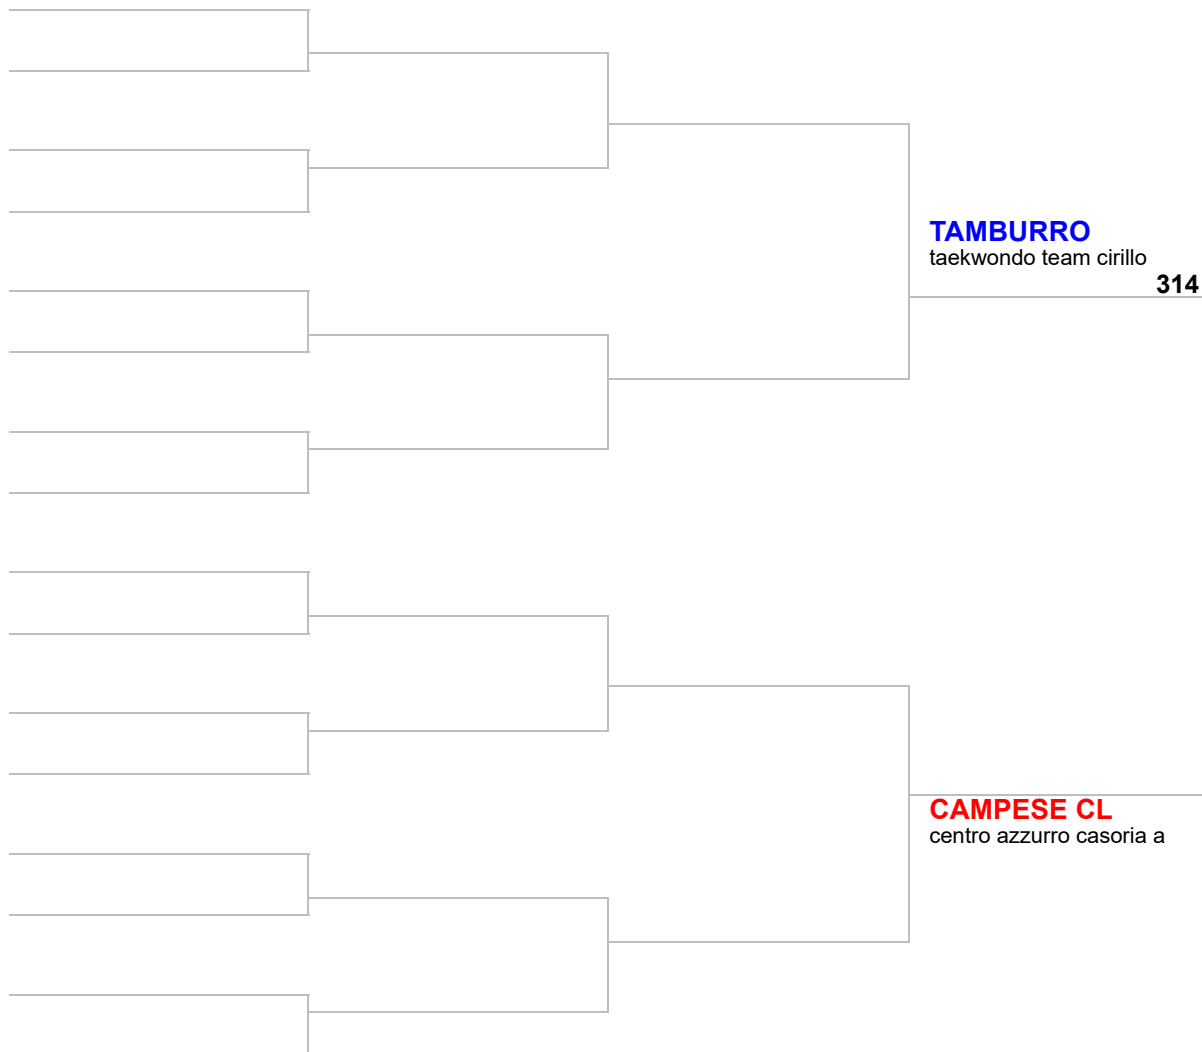 TAMBURRO
taekwondo team cirillo
314
CAMPESE CL
centro azzurro casoria a